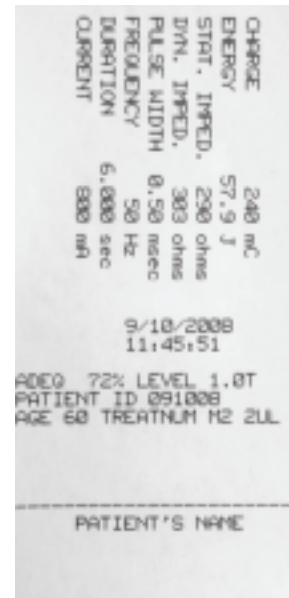 CHARGE 240 mC
ENERGY 57.9 J
STAT. IMPED. 290 ohms
DYN. IMPED. 303 ohms
PULSE WIDTH 0.50 msec
FREQUENCY 50 Hz
DURATION 6.000 sec
CURRENT 800 mA
9/10/2008
11:45:51
ADEQ 72% LEVEL 1.0T
PATIENT ID 091008
AGE 60 TREATNUM M2 2UL
PATIENT'S NAME